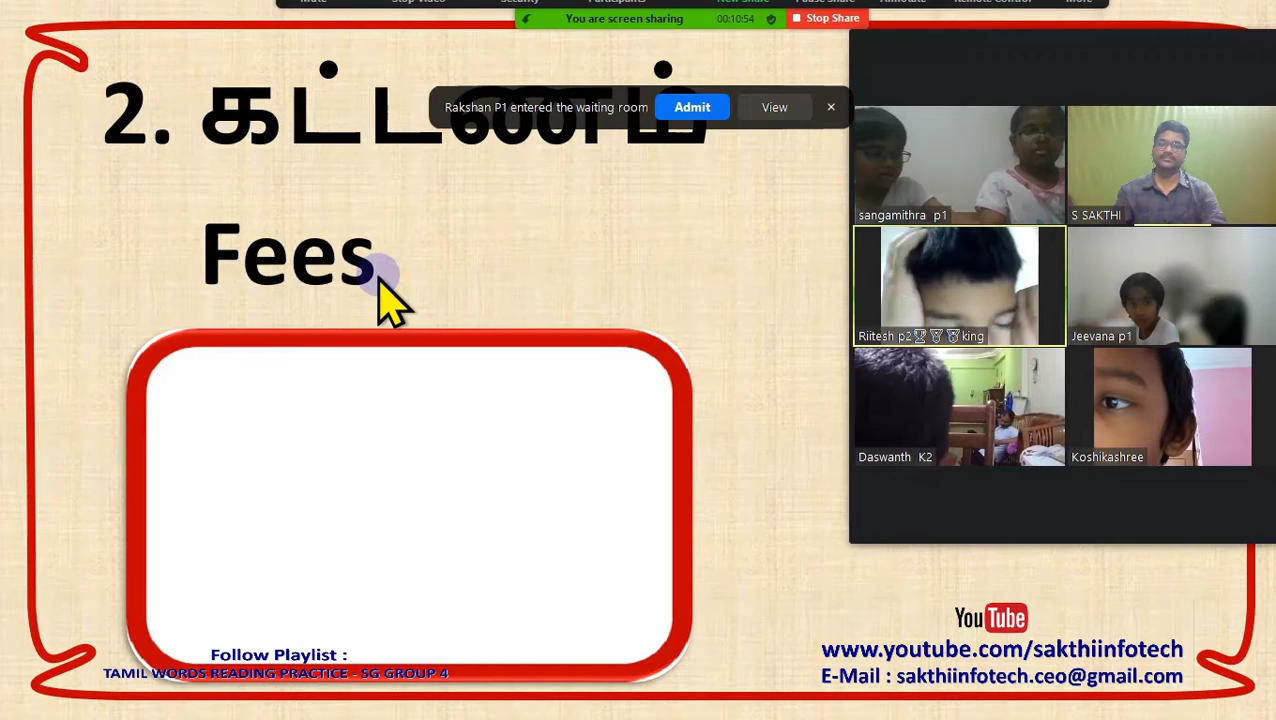 You are screen sharing
00:10:54
Stop Share
2. கட்டணம்
Rakshan P1 entered the waiting room
Admit
View
Fees
sangamithra p1
S SAKTHI
Riitesh p2🏆🏅🏅king
Jeevana p1
Daswanth K2
Koshikashree
Follow Playlist :
TAMIL WORDS READING PRACTICE - SG GROUP 4
YouTube
www.youtube.com/sakthiinfotech
E-Mail : sakthiinfotech.ceo@gmail.com